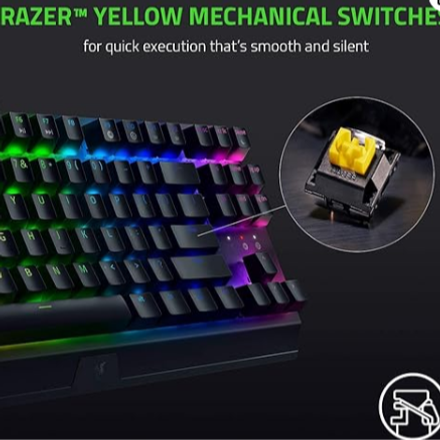 RAZER™ YELLOW MECHANICAL SWITCHES
for quick execution that's smooth and silent